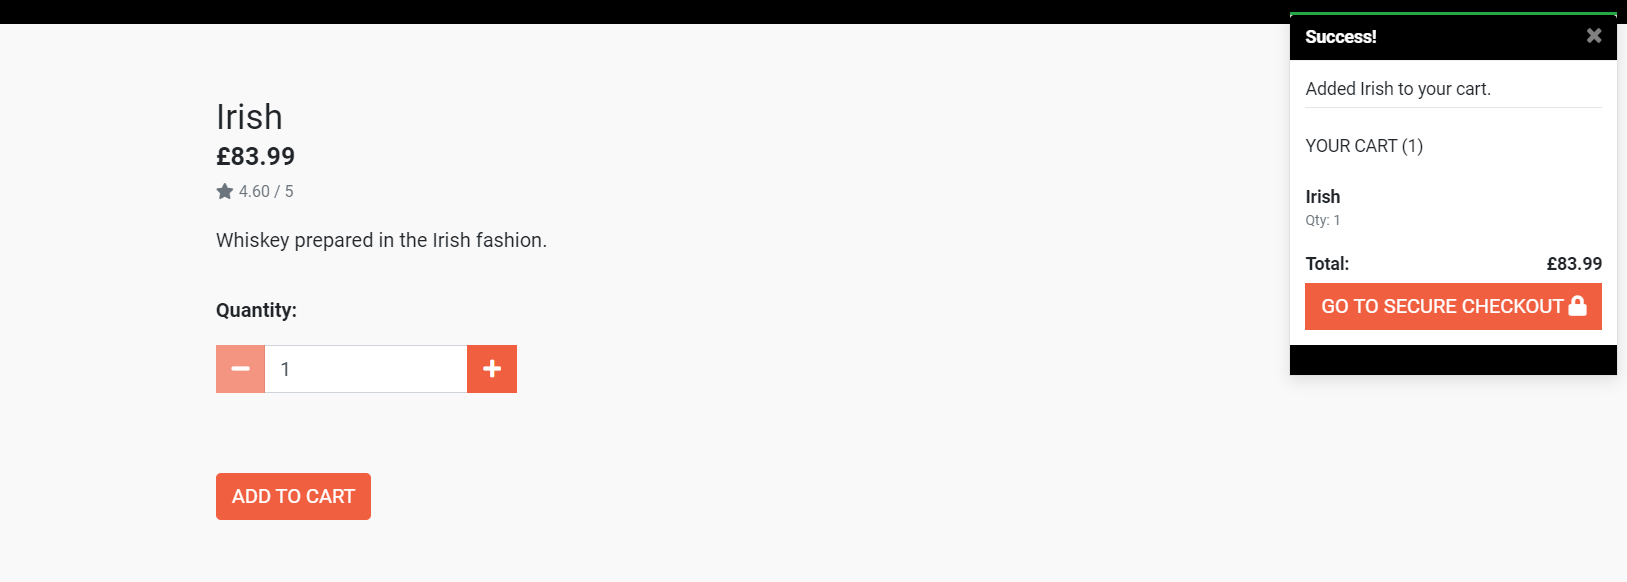 Irish
£83.99
4.60 / 5
Whiskey prepared in the Irish fashion.
Quantity:
1
ADD TO CART
Success!
Added Irish to your cart.
YOUR CART (1)
Irish
Qty: 1
Total: £83.99
GO TO SECURE CHECKOUT